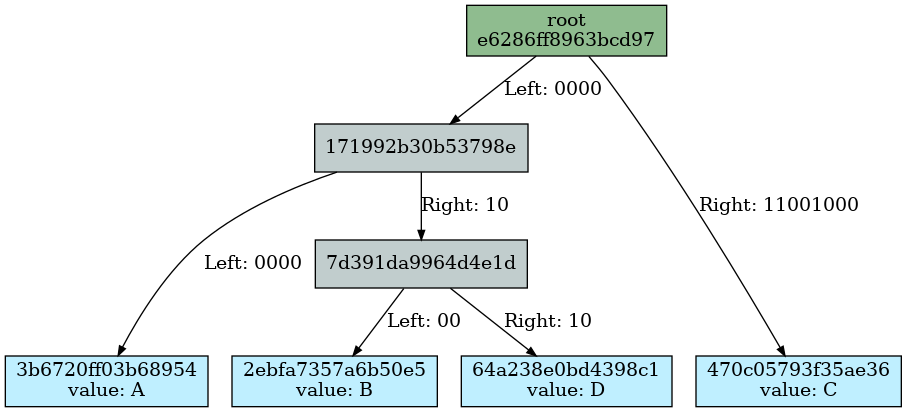 root
e6286ff8963bcd97
Left: 0000
171992b30b53798e
Right: 10
Right: 11001000
Left: 0000
7d391da9964d4e1d
Left: 00
Right: 10
3b6720ff03b68954
value: A
2ebfa7357a6b50e5
value: B
64a238e0bd4398c1
value: D
470c05793f35ae36
value: C